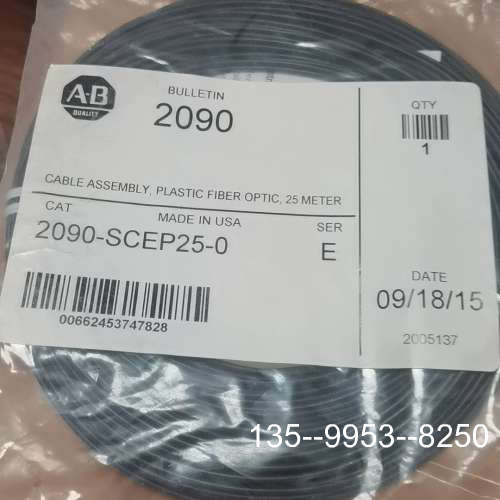 A-B
QUALITY
BULLETIN
2090
QTY
1
CABLE ASSEMBLY, PLASTIC FIBER OPTIC, 25 METER
CAT
MADE IN USA
SER
2090-SCEP25-0
E
DATE
09/18/15
00662453747828
2005137
135--9953--8250